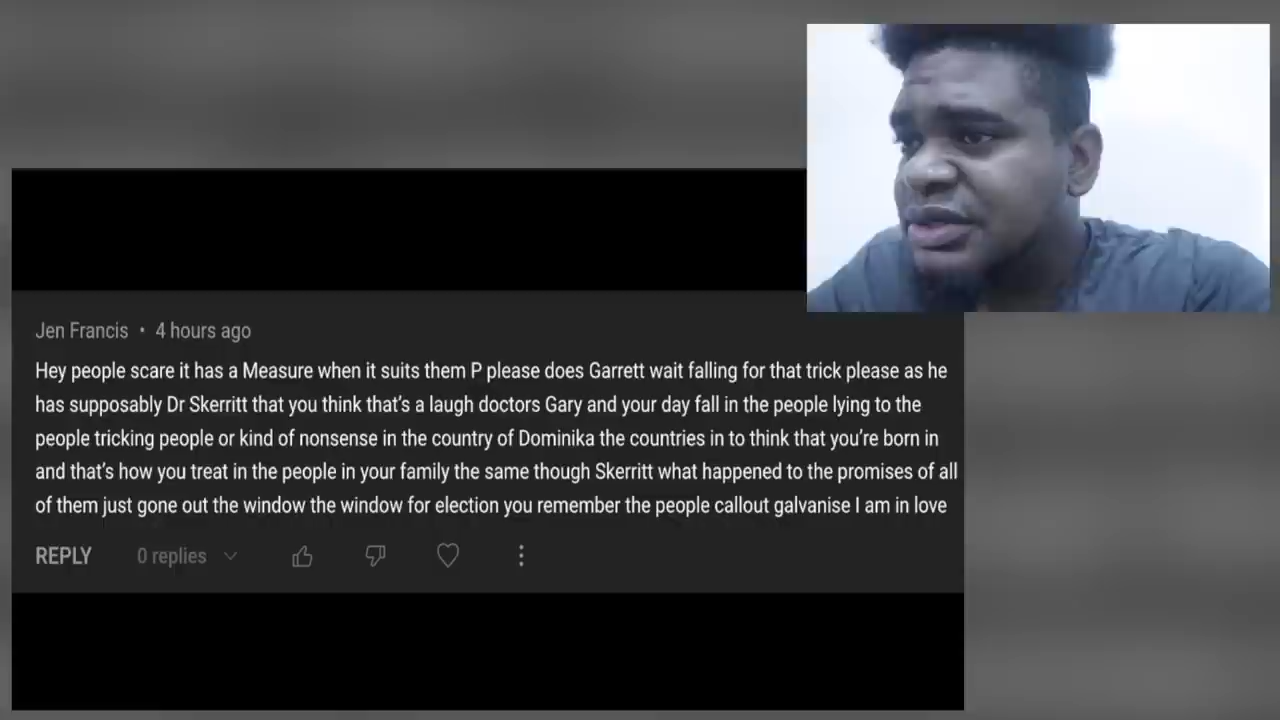 Jen Francis • 4 hours ago
Hey people scare it has a Measure when it suits them P please does Garrett wait falling for that trick please as he
has supposably Dr Skerritt that you think that's a laugh doctors Gary and your day fall in the people lying to the
people tricking people or kind of nonsense in the country of Dominika the countries in to think that you're born in
and that's how you treat in the people in your family the same though Skerritt what happened to the promises of all
of them just gone out the window the window for election you remember the people callout galvanise I am in love
REPLY 0 replies